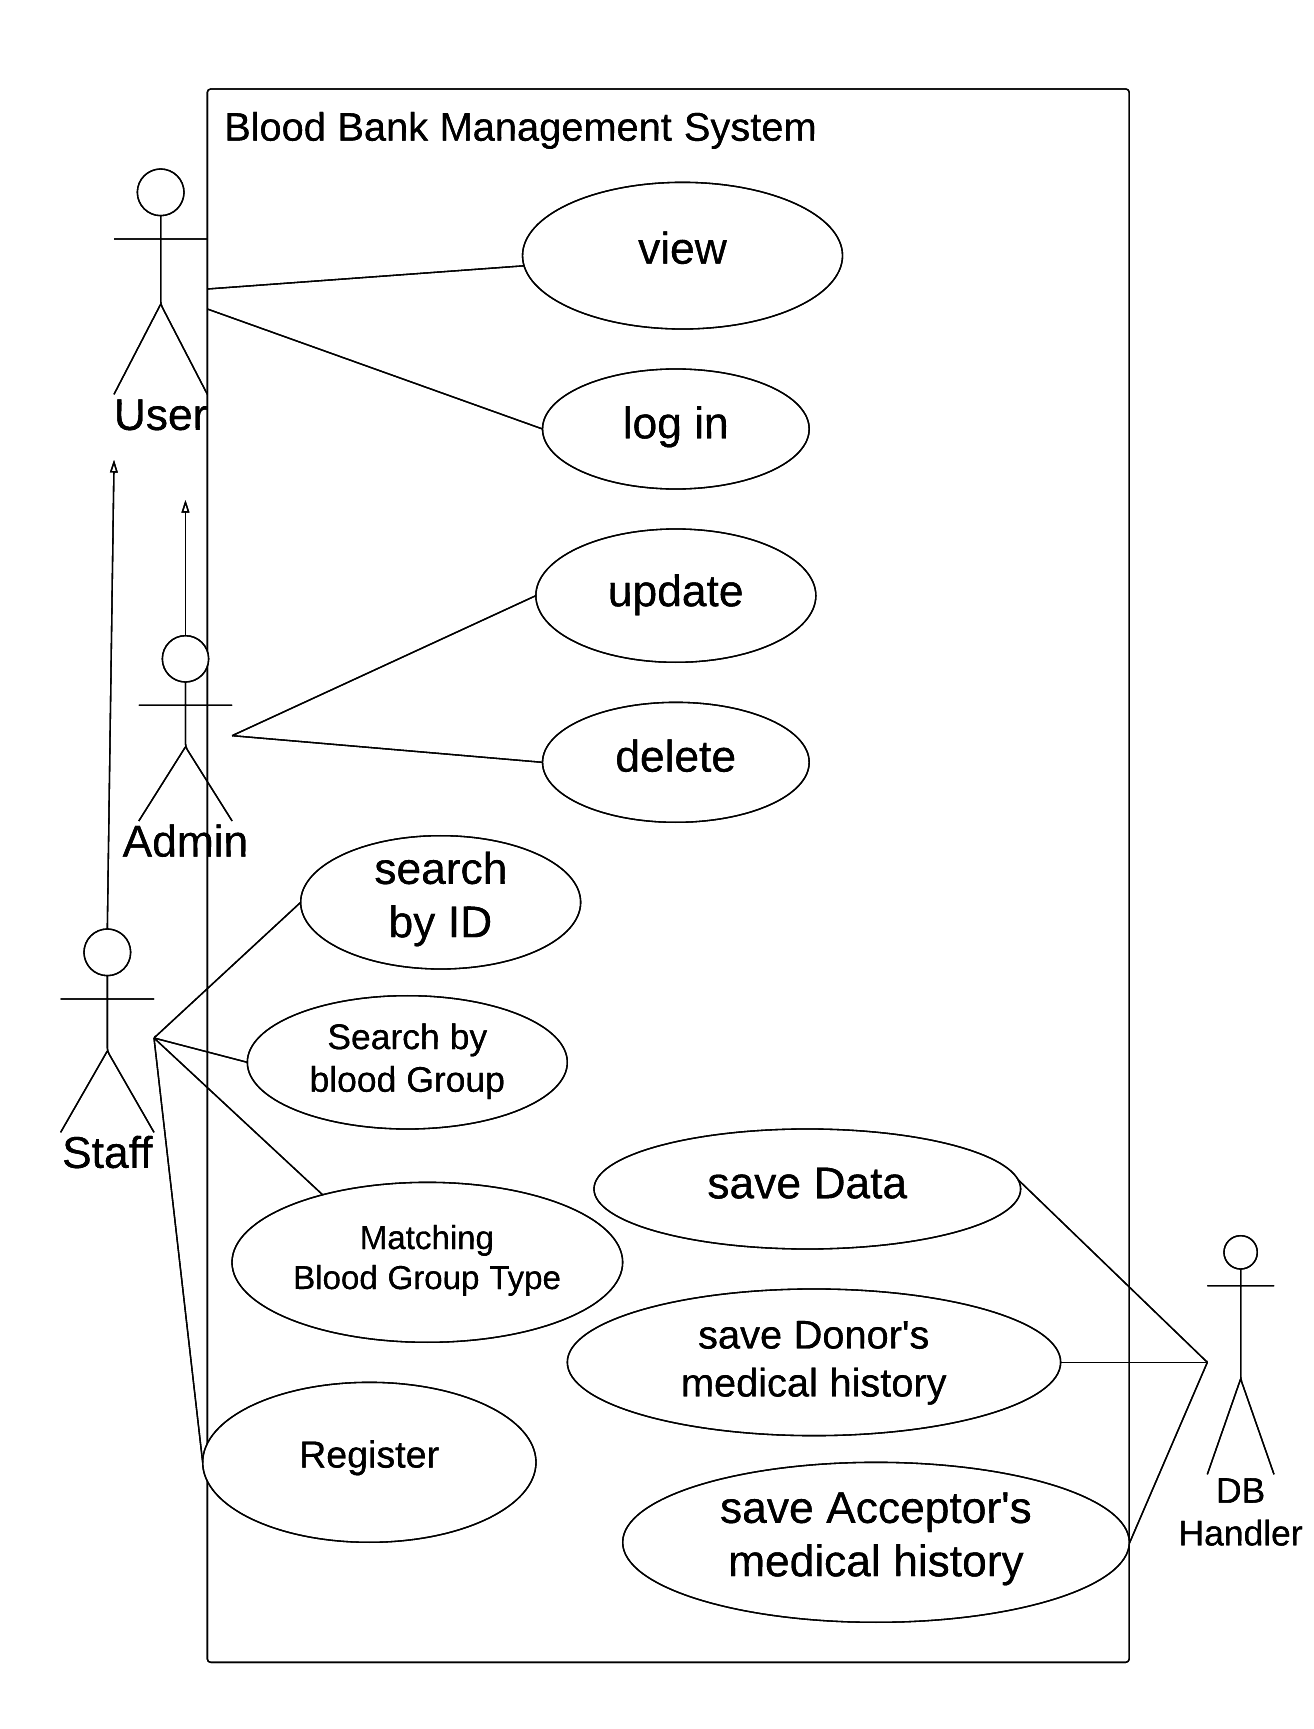 Blood Bank Management System
view
User
log in
update
delete
Admin
search
by ID
Search by
blood Group
Staff
save Data
Matching
Blood Group Type
save Donor's
medical history
Register
DB
Handler
save Acceptor's
medical history